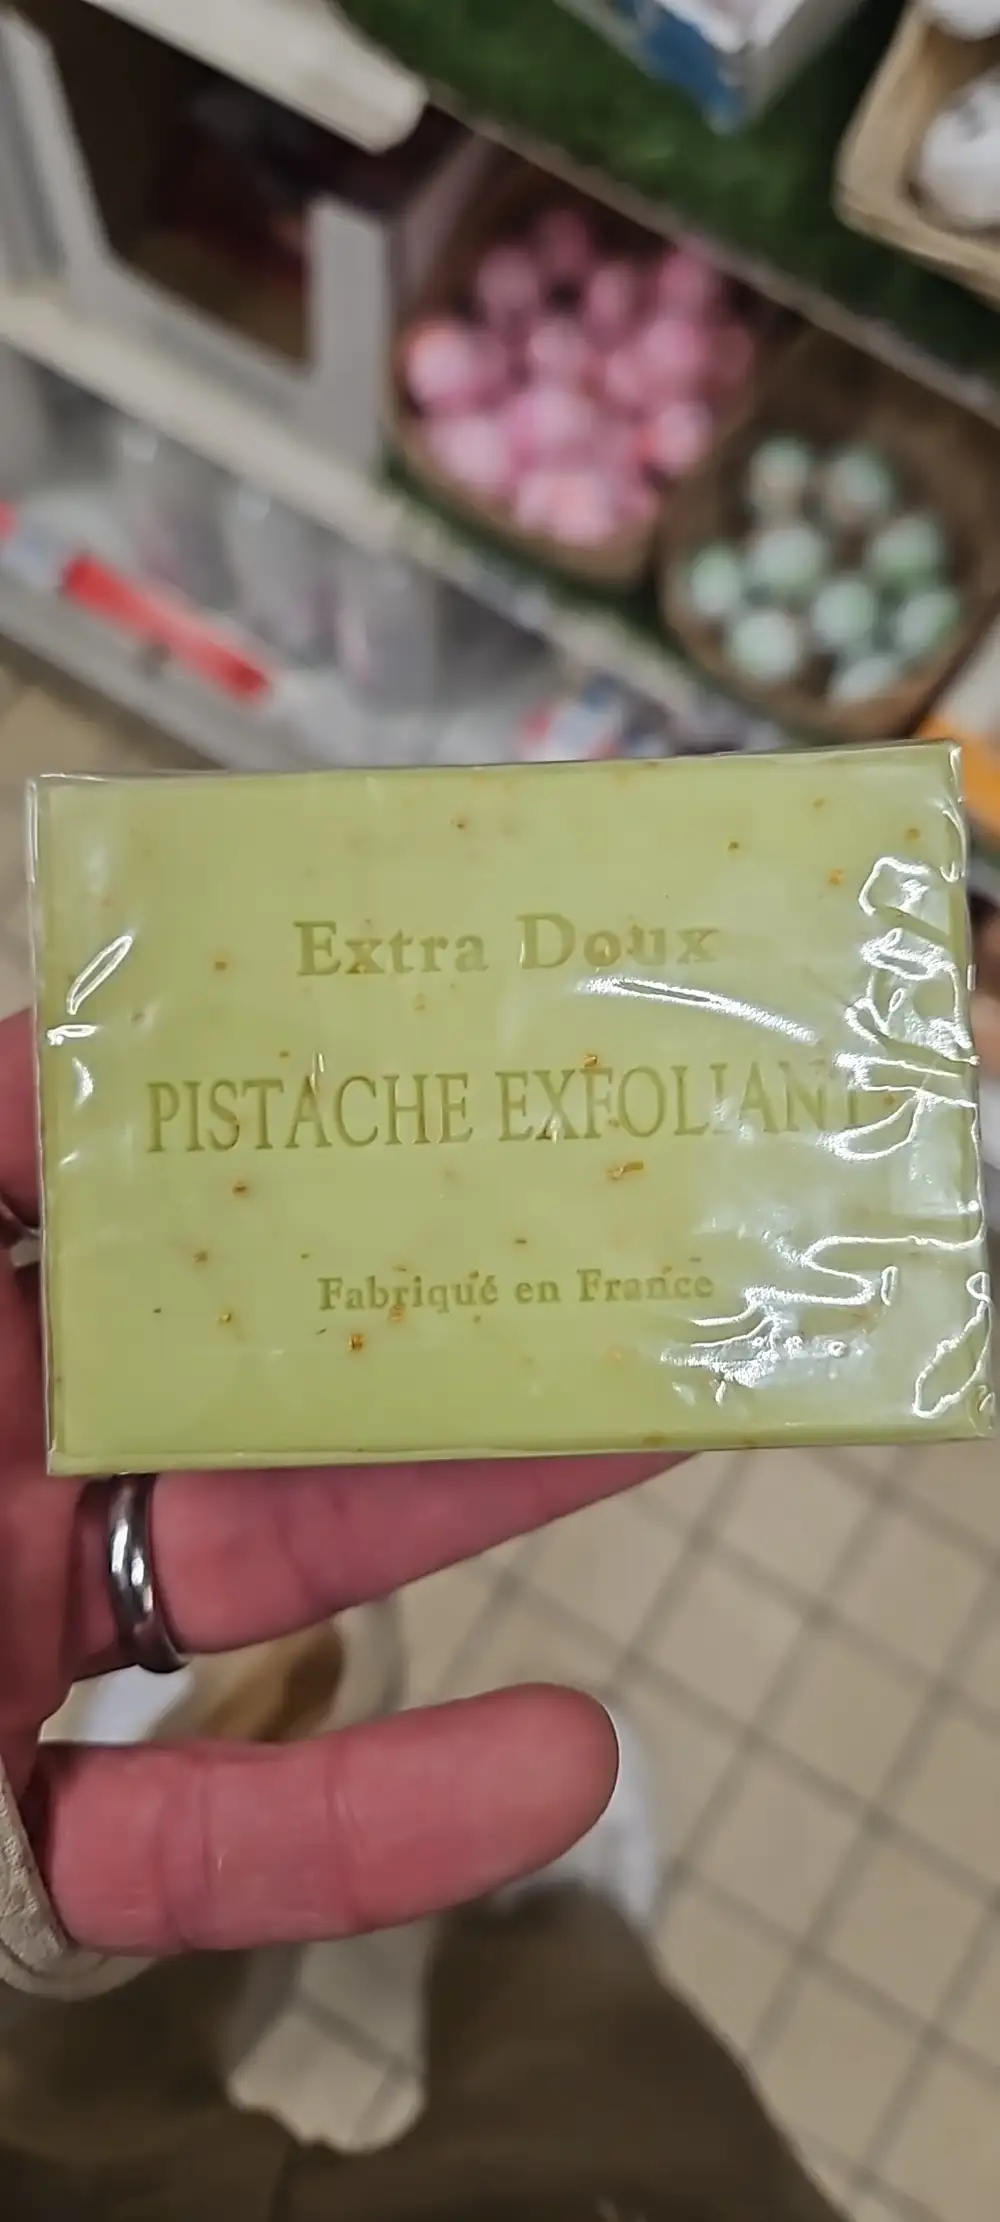 Extra Doux
PISTACHE EXFOLIANT
Fabriqué en France